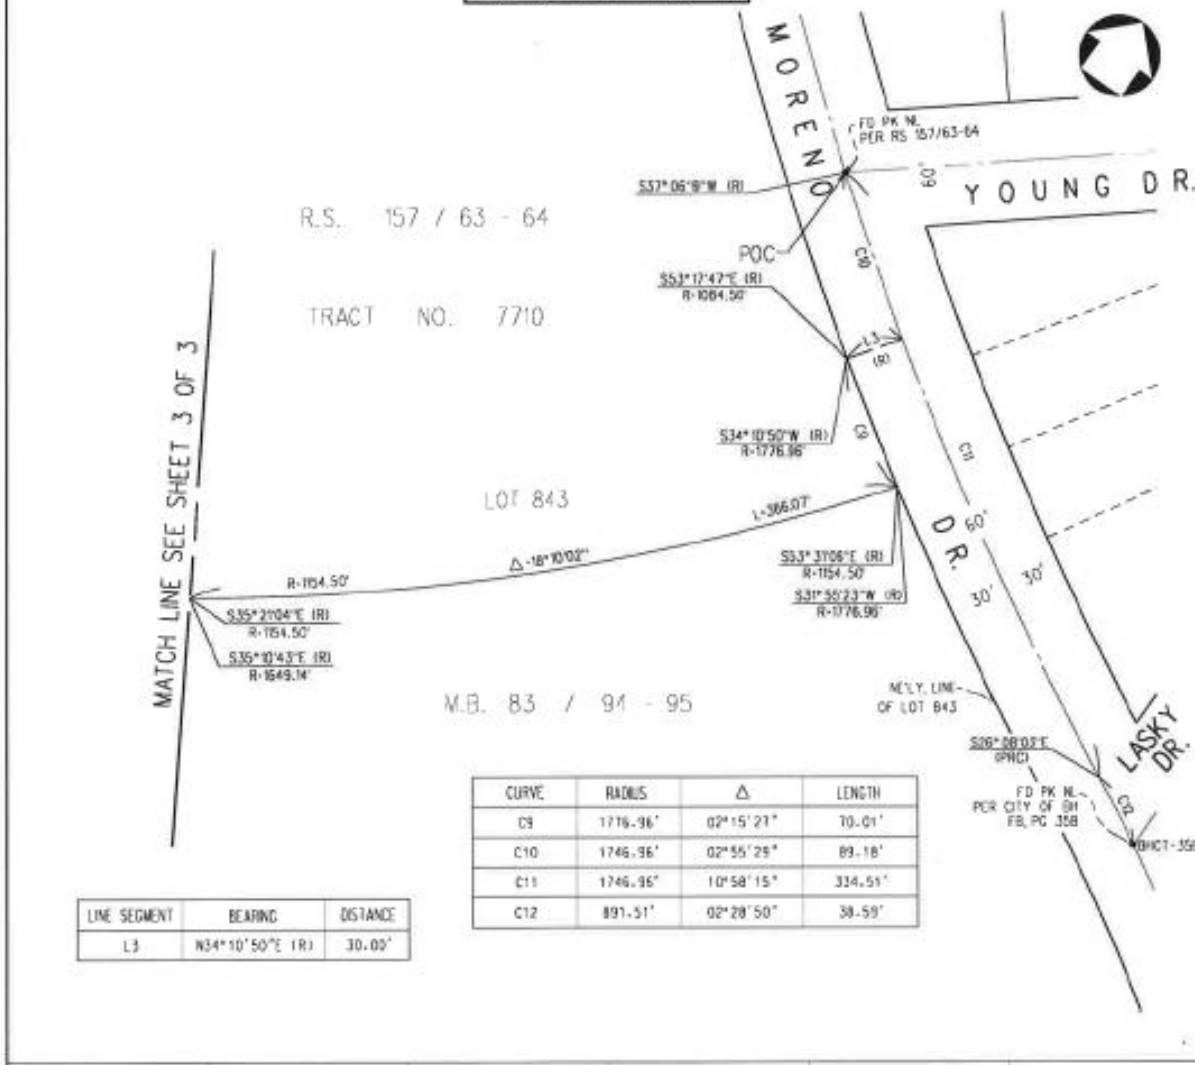 MORENO
FD PK NL
PER RS 157/63-64
S37°06'9"W (R)
60'
YOUNG DR.
R.S. 157 / 63 - 64
POC
C10
S53°17'47"E (R)
R=1084.50'
TRACT NO. 7710
L3
(R)
MATCH LINE SEE SHEET 3 OF 3
S34°10'50"W (R)
R=1776.96'
C9
C11
LOT 843
L=366.07'
DR.
60'
Δ=18°10'02"
S53°31'06"E (R)
R=1154.50'
30'
30'
R=1154.50'
S31°55'23"W (R)
R=1776.96'
S35°21'04"E (R)
R=1154.50'
S35°10'43"E (R)
R=1649.14'
NE'LY. LINE
OF LOT 843
M.B. 83 / 94 - 95
LASKY
DR.
S26°08'03"E
(PRC)
FD PK NL
PER CITY OF BH
FB, PG 358
C12
BHCT-358
CURVE RADIUS Δ LENGTH
C9 1776.96' 02°15'27" 70.01'
C10 1746.96' 02°55'29" 89.18'
C11 1746.96' 10°58'15" 334.51'
C12 891.51' 02°28'50" 38.59'
LINE SEGMENT BEARING DISTANCE
L3 N34°10'50"E (R) 30.00'